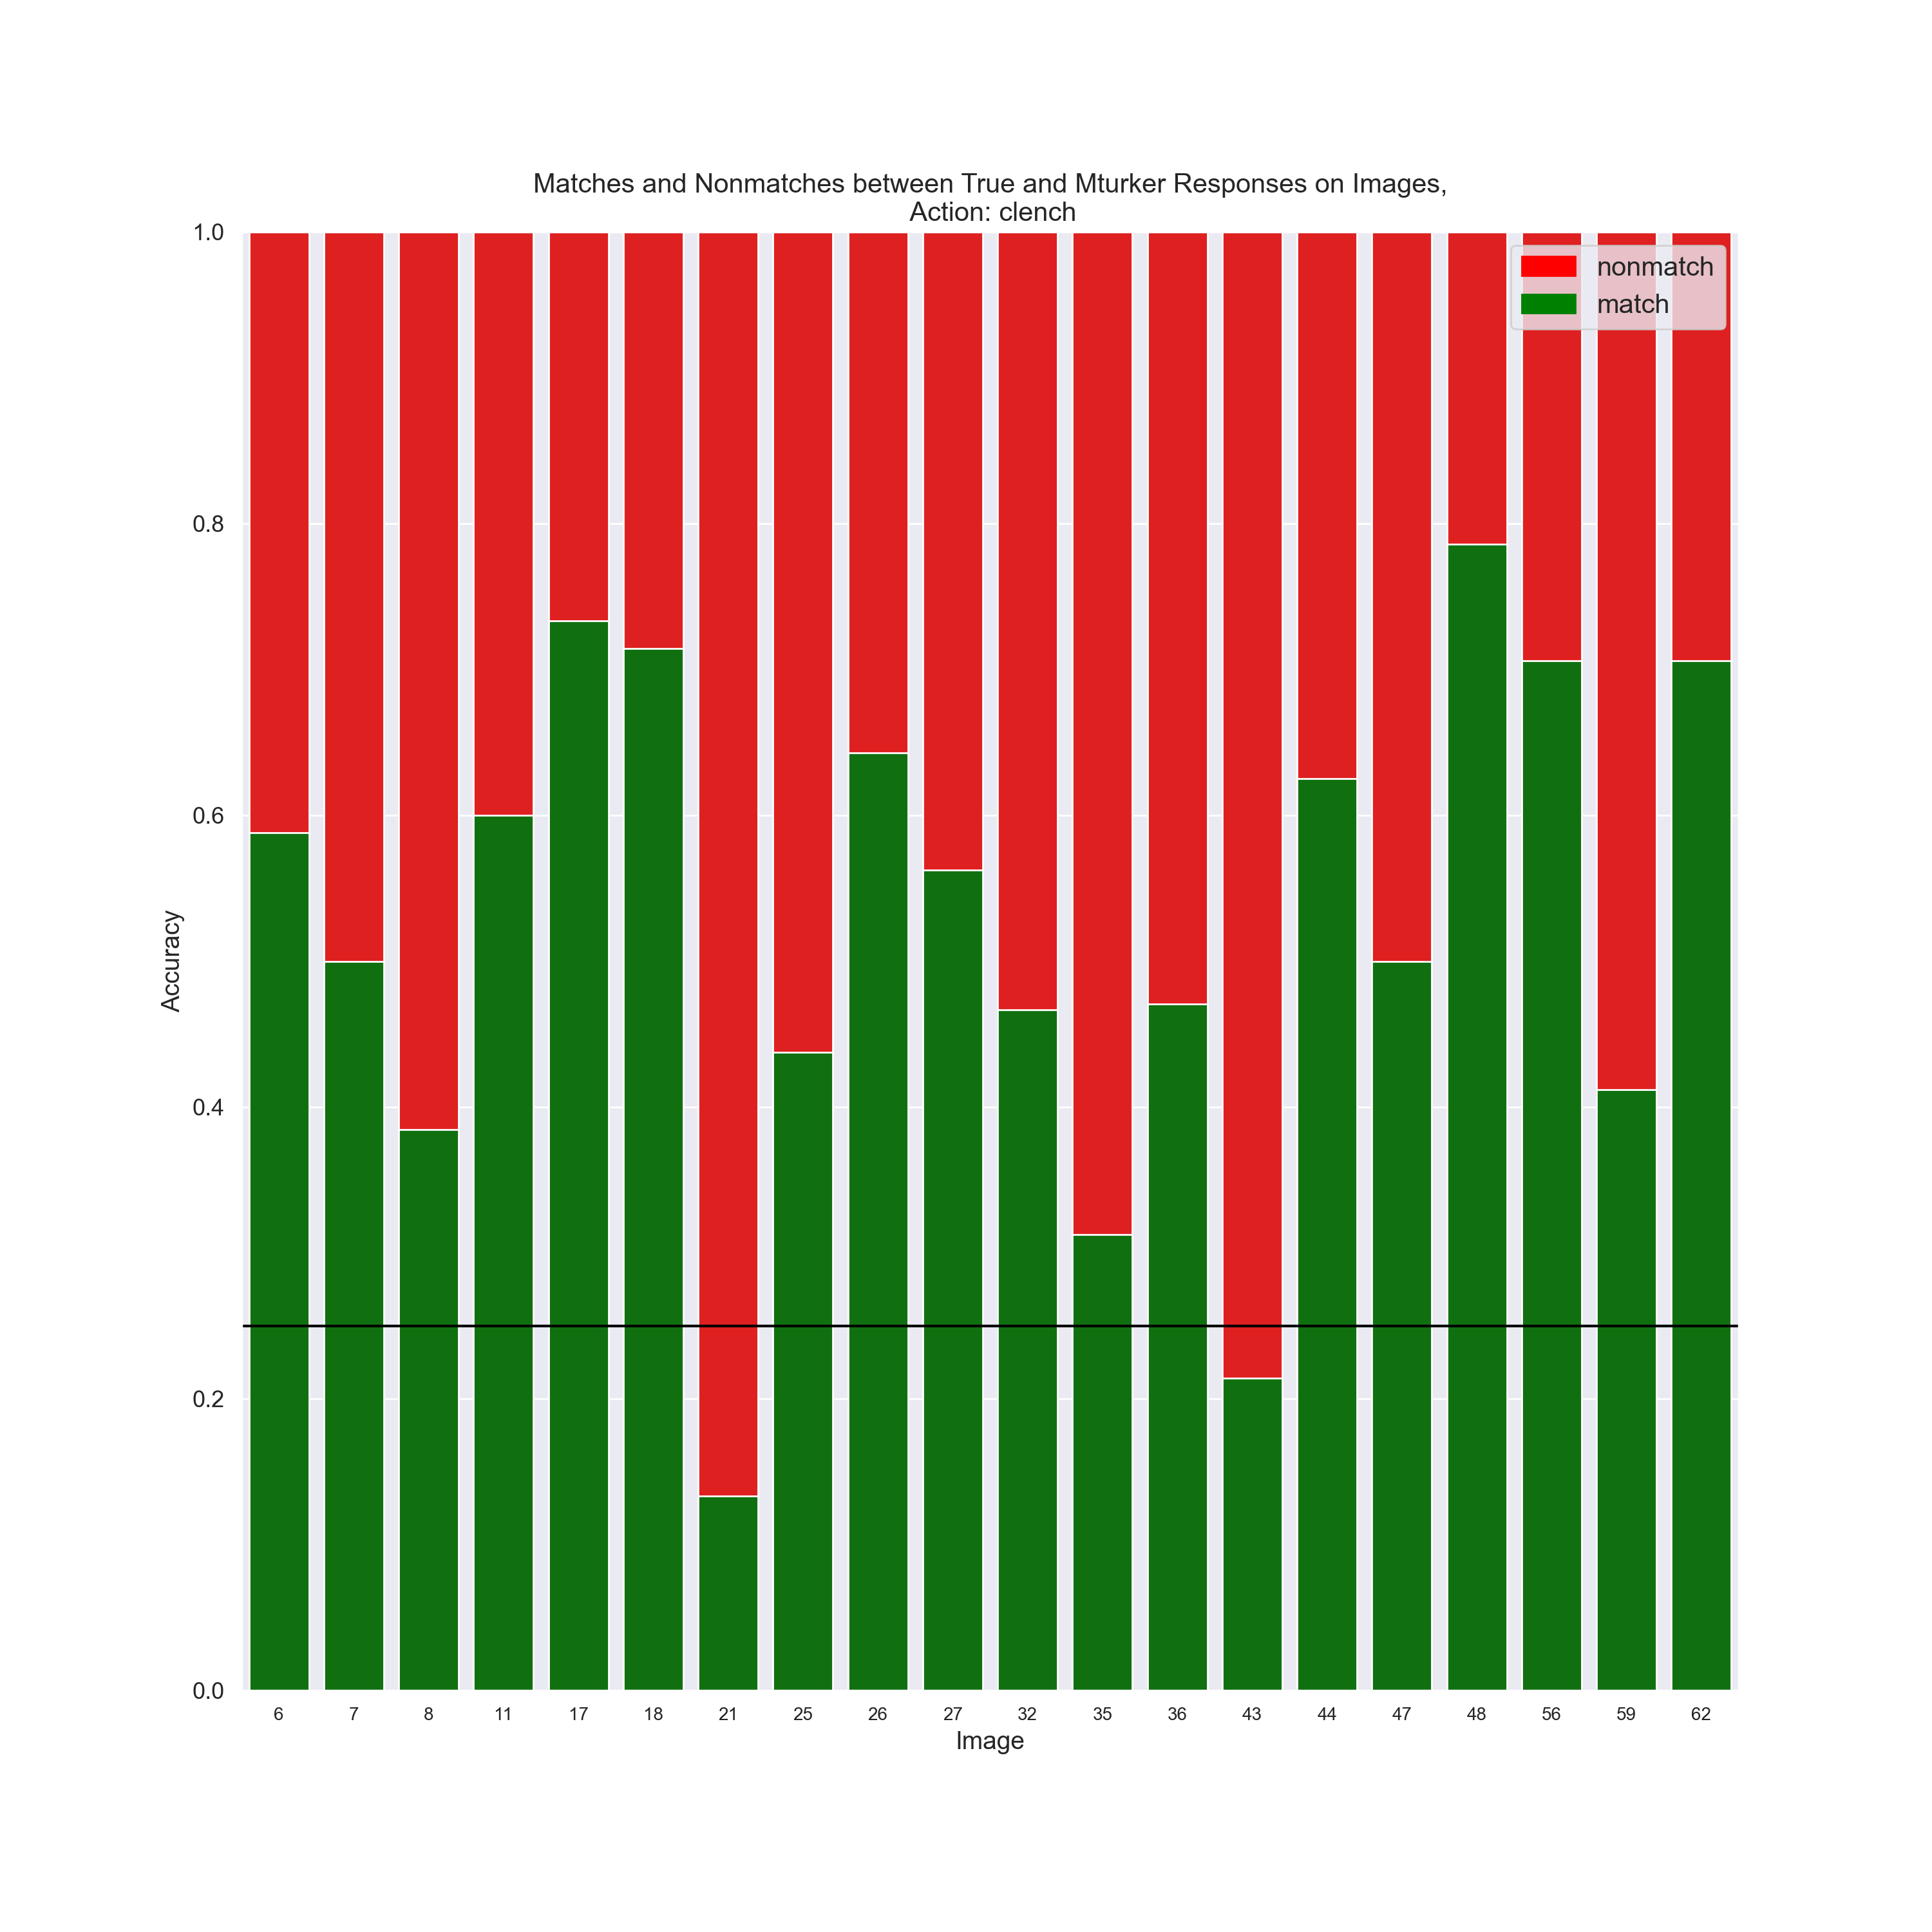 Matches and Nonmatches between True and Mturker Responses on Images,
Action: clench
1.0
0.8
0.6
0.4
0.2
0.0
Accuracy
nonmatch
match
6 7 8 11 17 18 21 25 26 27 32 35 36 43 44 47 48 56 59 62
Image